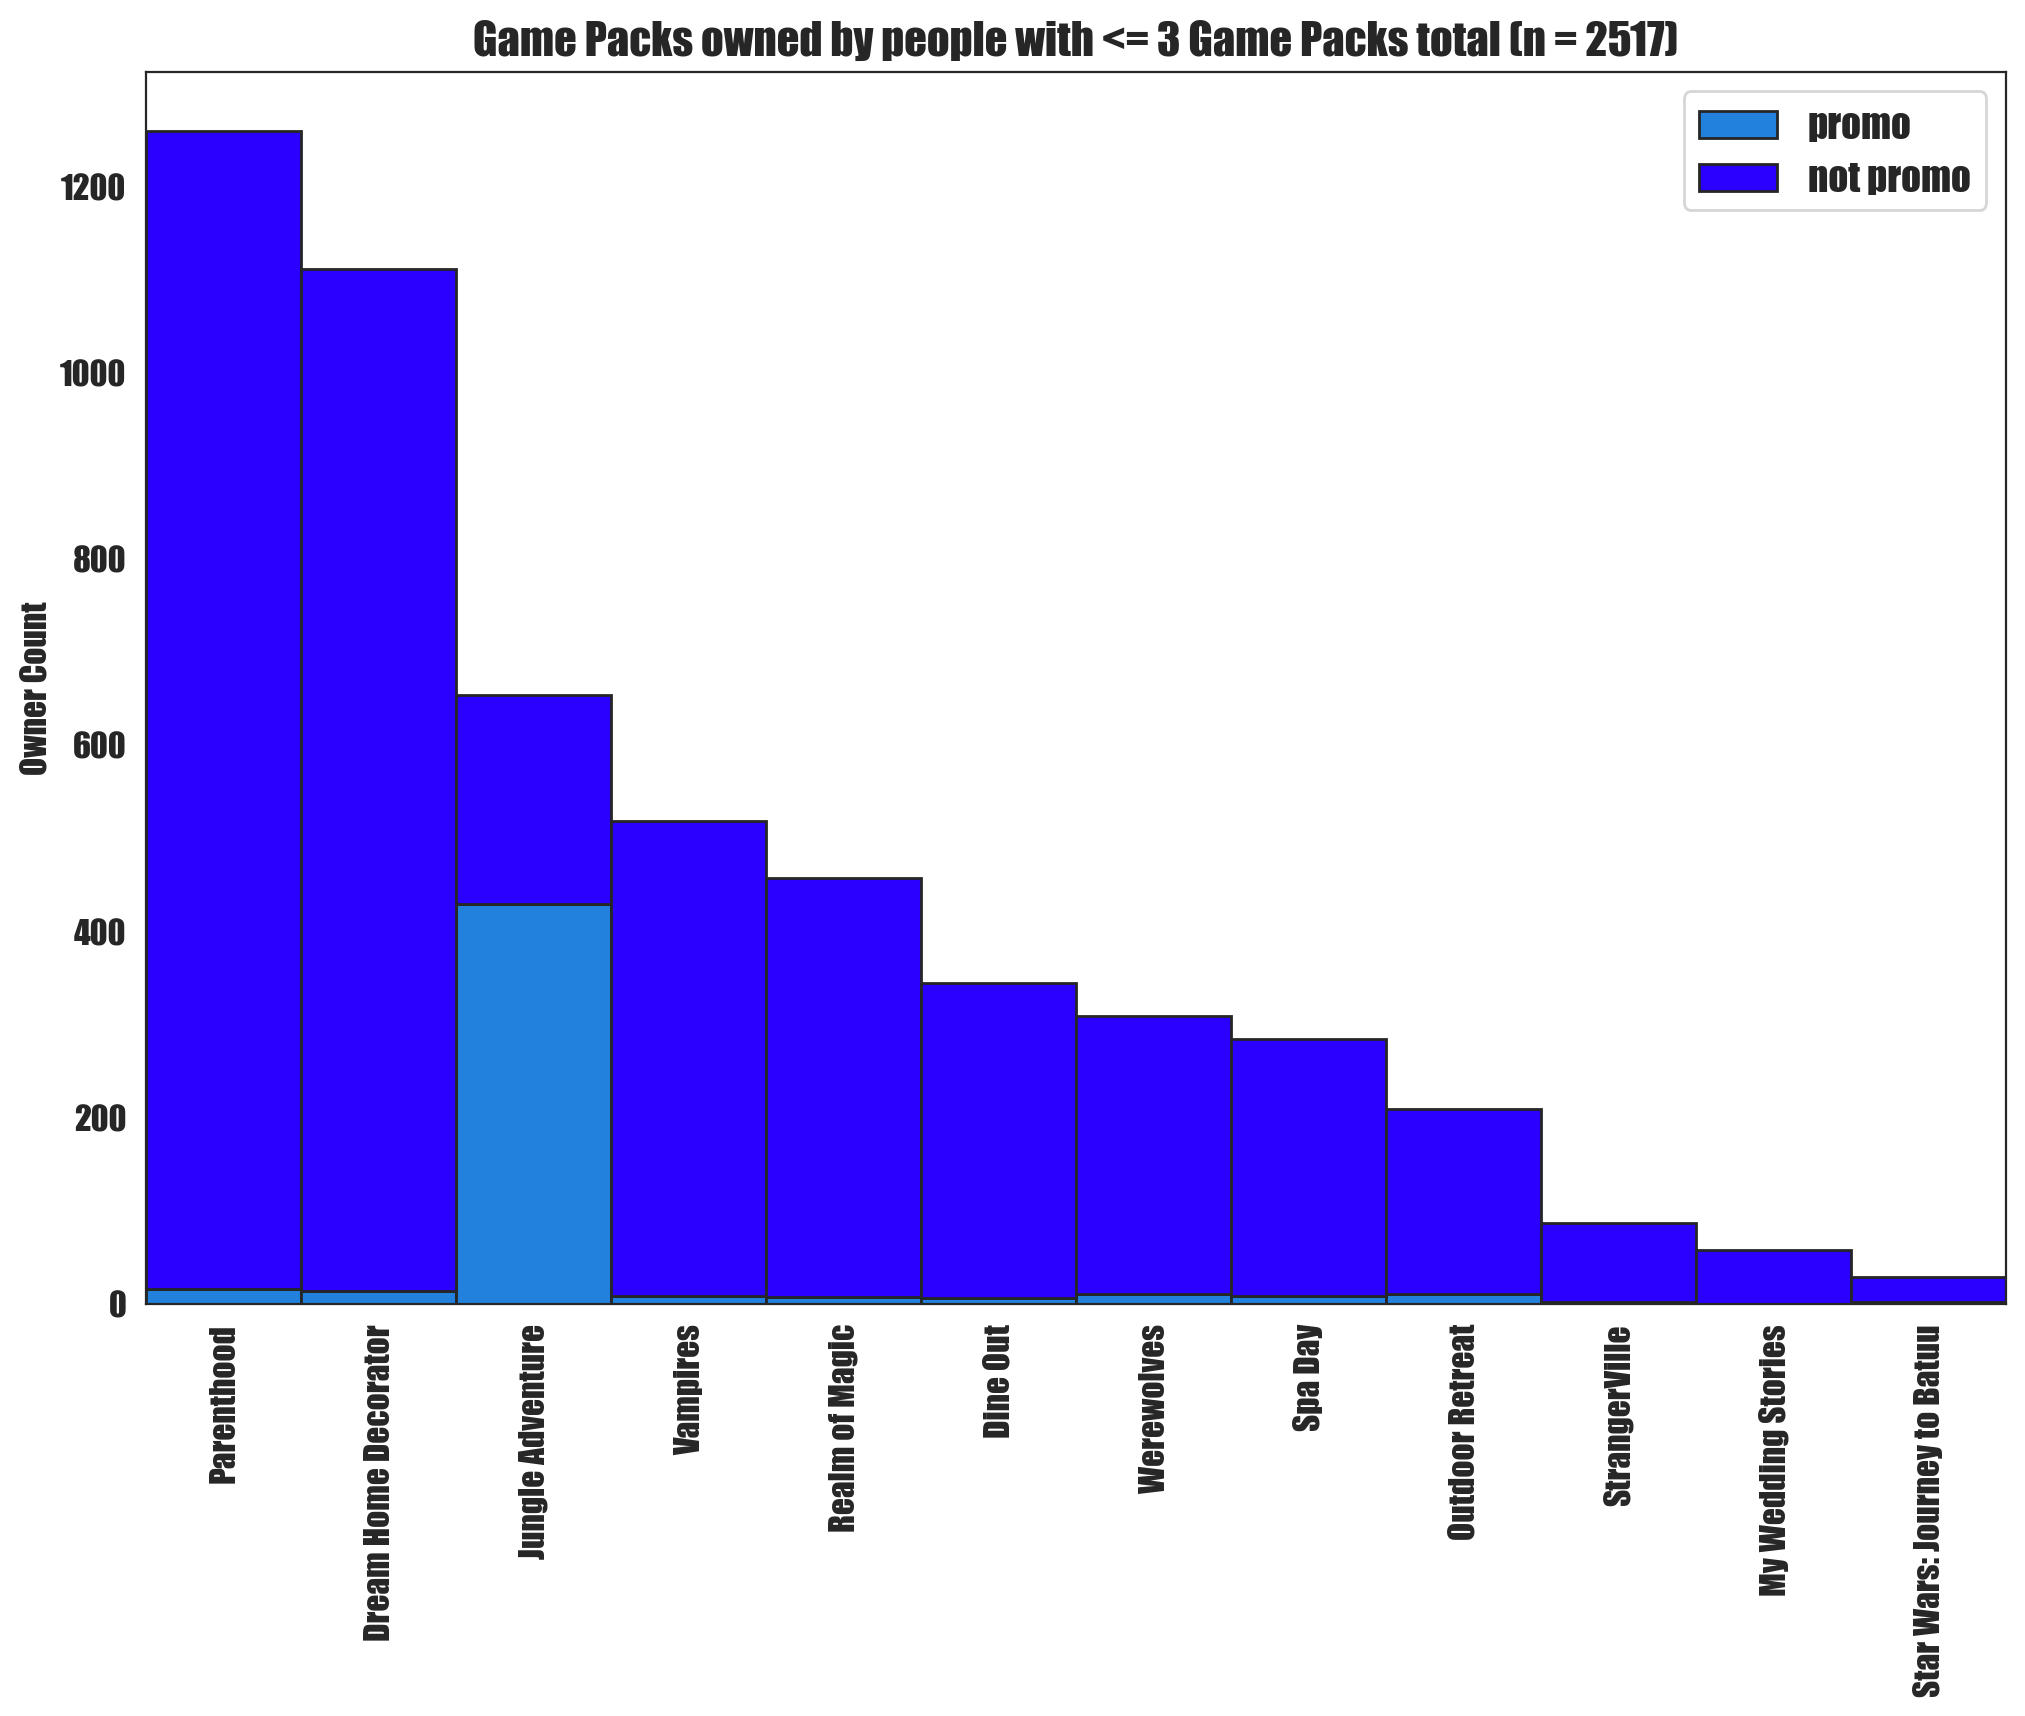 Game Packs owned by people with <= 3 Game Packs total (n = 2517)
promo
not promo
Owner Count
1200
1000
800
600
400
200
0
Parenthood
Dream Home Decorator
Jungle Adventure
Vampires
Realm of Magic
Dine Out
Werewolves
Spa Day
Outdoor Retreat
StrangerVille
My Wedding Stories
Star Wars: Journey to Batuu